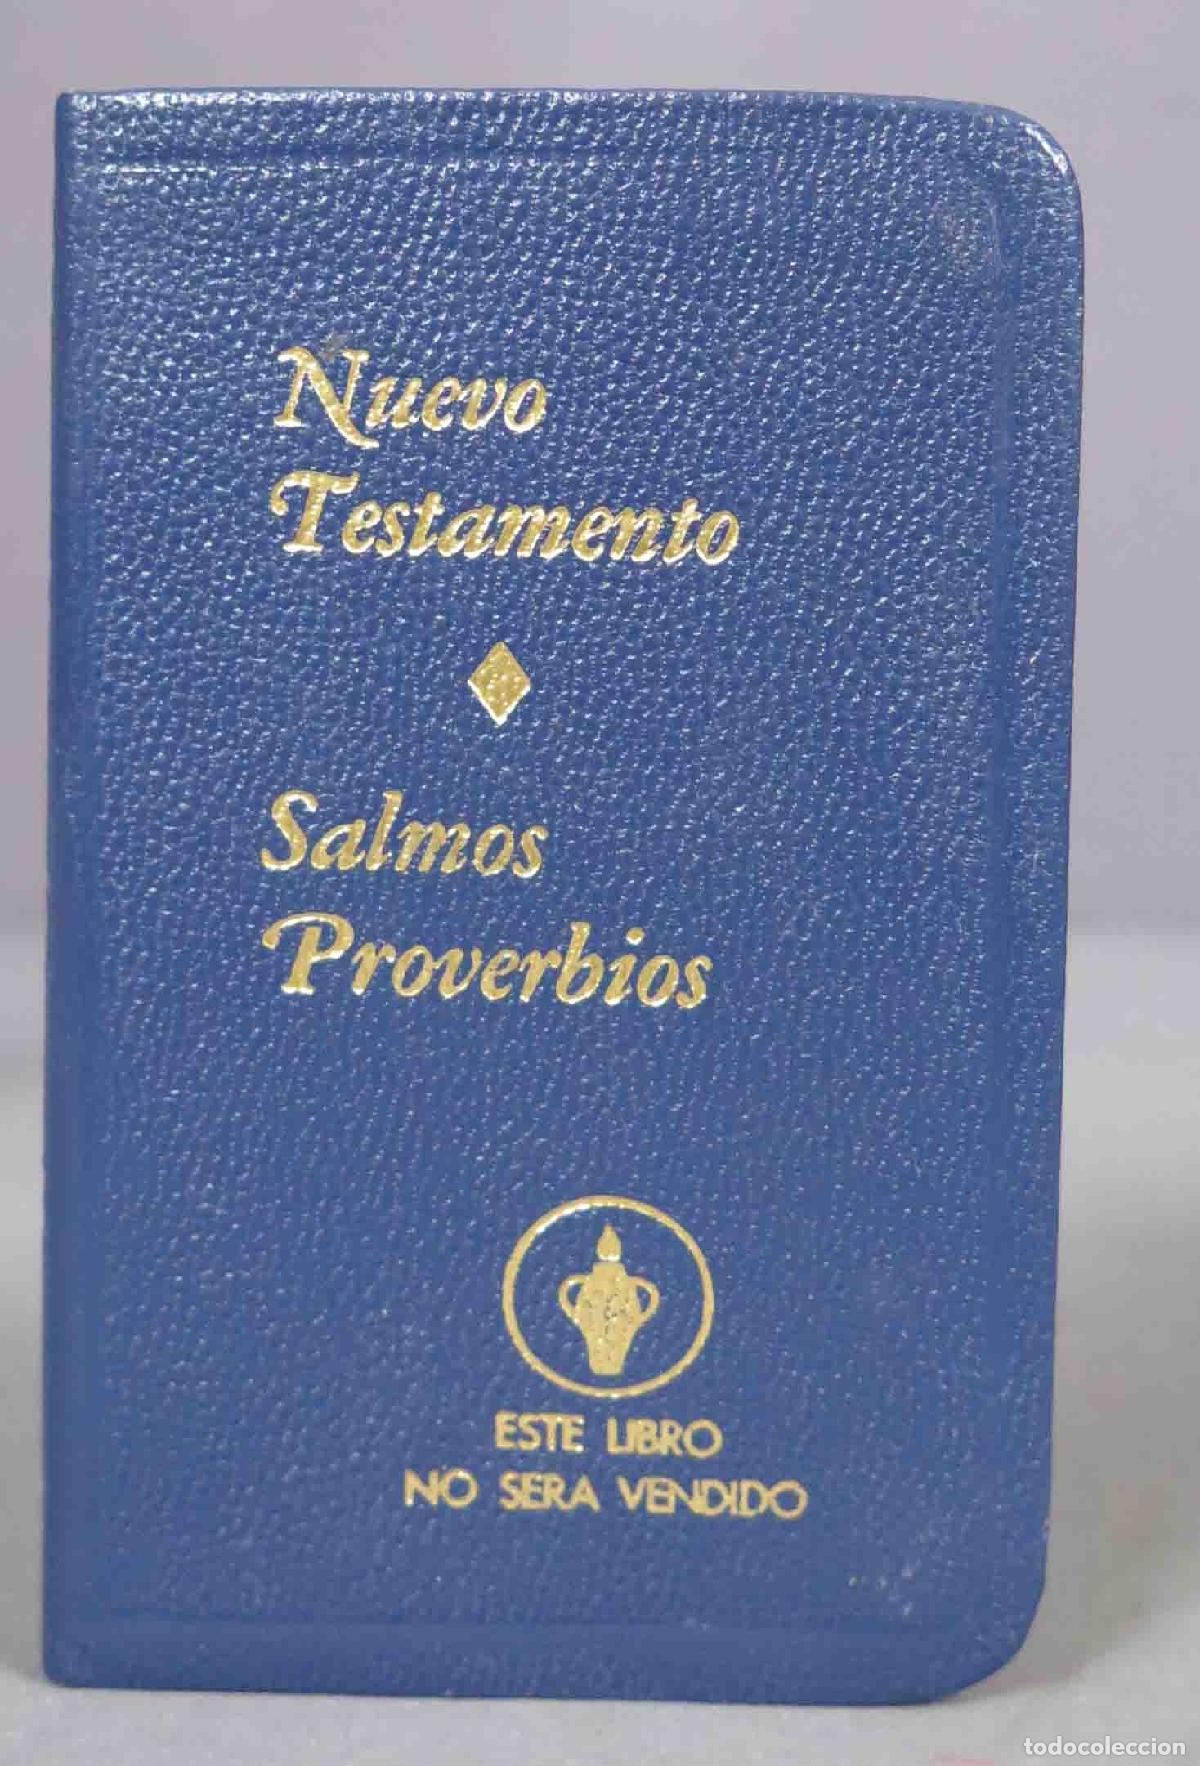 Nuevo
Testamento
Salmos
Proverbios
ESTE LIBRO
NO SERA VENDIDO
todocoleccion